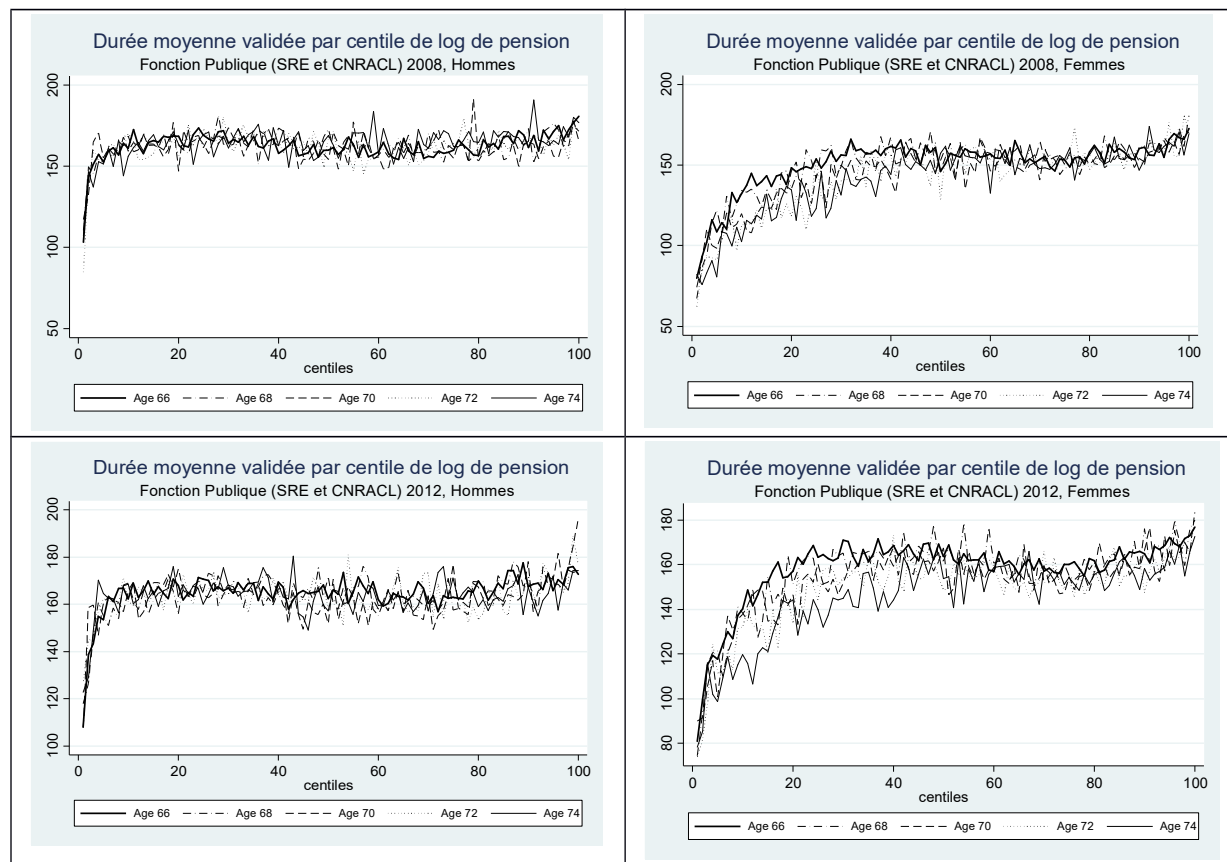 Durée moyenne validée par centile de log de pension
Fonction Publique (SRE et CNRACL) 2008, Hommes
200
150
100
50
0 20 40 60 80 100
centiles
Age 66 Age 68 Age 70 Age 72 Age 74
Durée moyenne validée par centile de log de pension
Fonction Publique (SRE et CNRACL) 2008, Femmes
200
150
100
50
0 20 40 60 80 100
centiles
Age 66 Age 68 Age 70 Age 72 Age 74
Durée moyenne validée par centile de log de pension
Fonction Publique (SRE et CNRACL) 2012, Hommes
200
180
160
140
120
100
0 20 40 60 80 100
centiles
Age 66 Age 68 Age 70 Age 72 Age 74
Durée moyenne validée par centile de log de pension
Fonction Publique (SRE et CNRACL) 2012, Femmes
180
160
140
120
100
80
0 20 40 60 80 100
centiles
Age 66 Age 68 Age 70 Age 72 Age 74